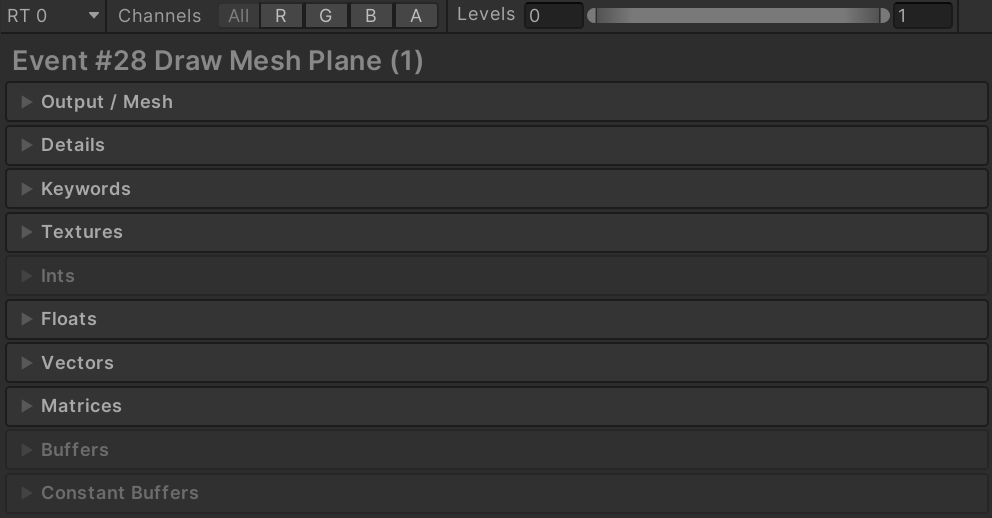 RT 0 Channels All R G B A Levels 0 1
Event #28 Draw Mesh Plane (1)
Output / Mesh
Details
Keywords
Textures
Ints
Floats
Vectors
Matrices
Buffers
Constant Buffers